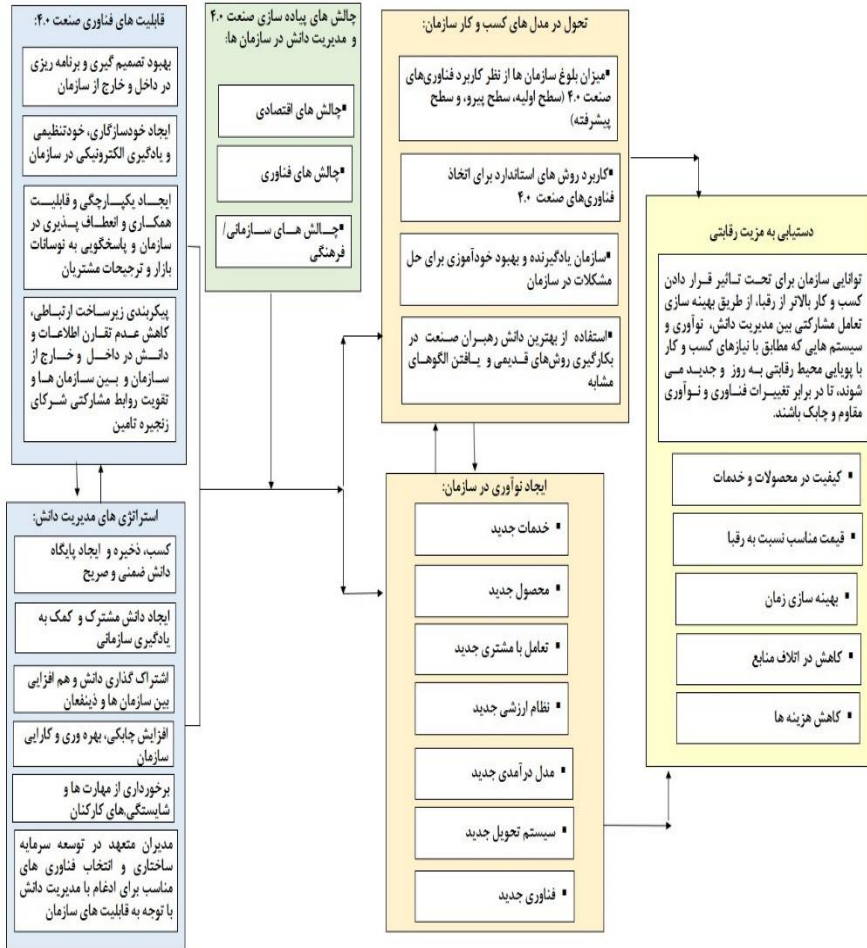 قابلیت های فناوری صنعت ۴.۰:
بهبود تصمیم گیری و برنامه ریزی
در داخل و خارج از سازمان
ایجاد خودسازگاری، خودتنظیمی
و یادگیری الکترونیکی در سازمان
ایجاد یکپارچگی و قابلیت
همکاری و انعطاف پذیری در
سازمان و پاسخگویی به نوسانات
بازار و ترجیحات مشتریان
پیکربندی زیرساخت ارتباطی،
کاهش عدم تقارن اطلاعات و
دانش در داخل و خارج از
سازمان و بین سازمان ها و
تقویت روابط مشارکتی شرکای
زنجیره تامین
استراتژی های مدیریت دانش:
کسب، ذخیره و ایجاد پایگاه
دانش ضمنی و صریح
ایجاد دانش مشترک و کمک به
یادگیری سازمانی
اشتراک گذاری دانش و هم افزایی
بین سازمان ها و ذینفعان
افزایش چابکی، بهره وری و کارایی
سازمان
برخورداری از مهارت ها و
شایستگی‌های کارکنان
مدیران متعهد در توسعه سرمایه
ساختاری و انتخاب فناوری های
مناسب برای ادغام با مدیریت دانش
با توجه به قابلیت های سازمان
چالش های پیاده سازی صنعت ۴.۰
و مدیریت دانش در سازمان ها:
▪چالش های اقتصادی
▪چالش های فناوری
▪چالش های سازمانی/
فرهنگی
تحول در مدل های کسب و کار سازمان:
▪میزان بلوغ سازمان ها از نظر کاربرد فناوری‌های
صنعت ۴.۰ (سطح اولیه، سطح پیرو، و سطح
پیشرفته)
▪کاربرد روش های استاندارد برای اتخاذ
فناوری‌های صنعت ۴.۰
▪سازمان یادگیرنده و بهبود خودآموزی برای حل
مشکلات در سازمان
▪استفاده از بهترین دانش رهبران صنعت در
بکارگیری روش‌های قدیمی و یافتن الگوهای
مشابه
ایجاد نوآوری در سازمان:
▪ خدمات جدید
▪ محصول جدید
▪ تعامل با مشتری جدید
▪ نظام ارزشی جدید
▪ مدل درآمدی جدید
▪ سیستم تحویل جدید
▪ فناوری جدید
دستیابی به مزیت رقابتی
توانایی سازمان برای تحت تاثیر قرار دادن
کسب و کار بالاتر از رقبا، از طریق بهینه سازی
تعامل مشارکتی بین مدیریت دانش، نوآوری و
سیستم هایی که مطابق با نیازهای کسب و کار
با پویایی محیط رقابتی به روز و جدید می
شوند، تا در برابر تغییرات فناوری و نوآوری
مقاوم و چابک باشند.
▪ کیفیت در محصولات و خدمات
▪ قیمت مناسب نسبت به رقبا
▪ بهینه سازی زمان
▪ کاهش در اتلاف منابع
▪ کاهش هزینه ها